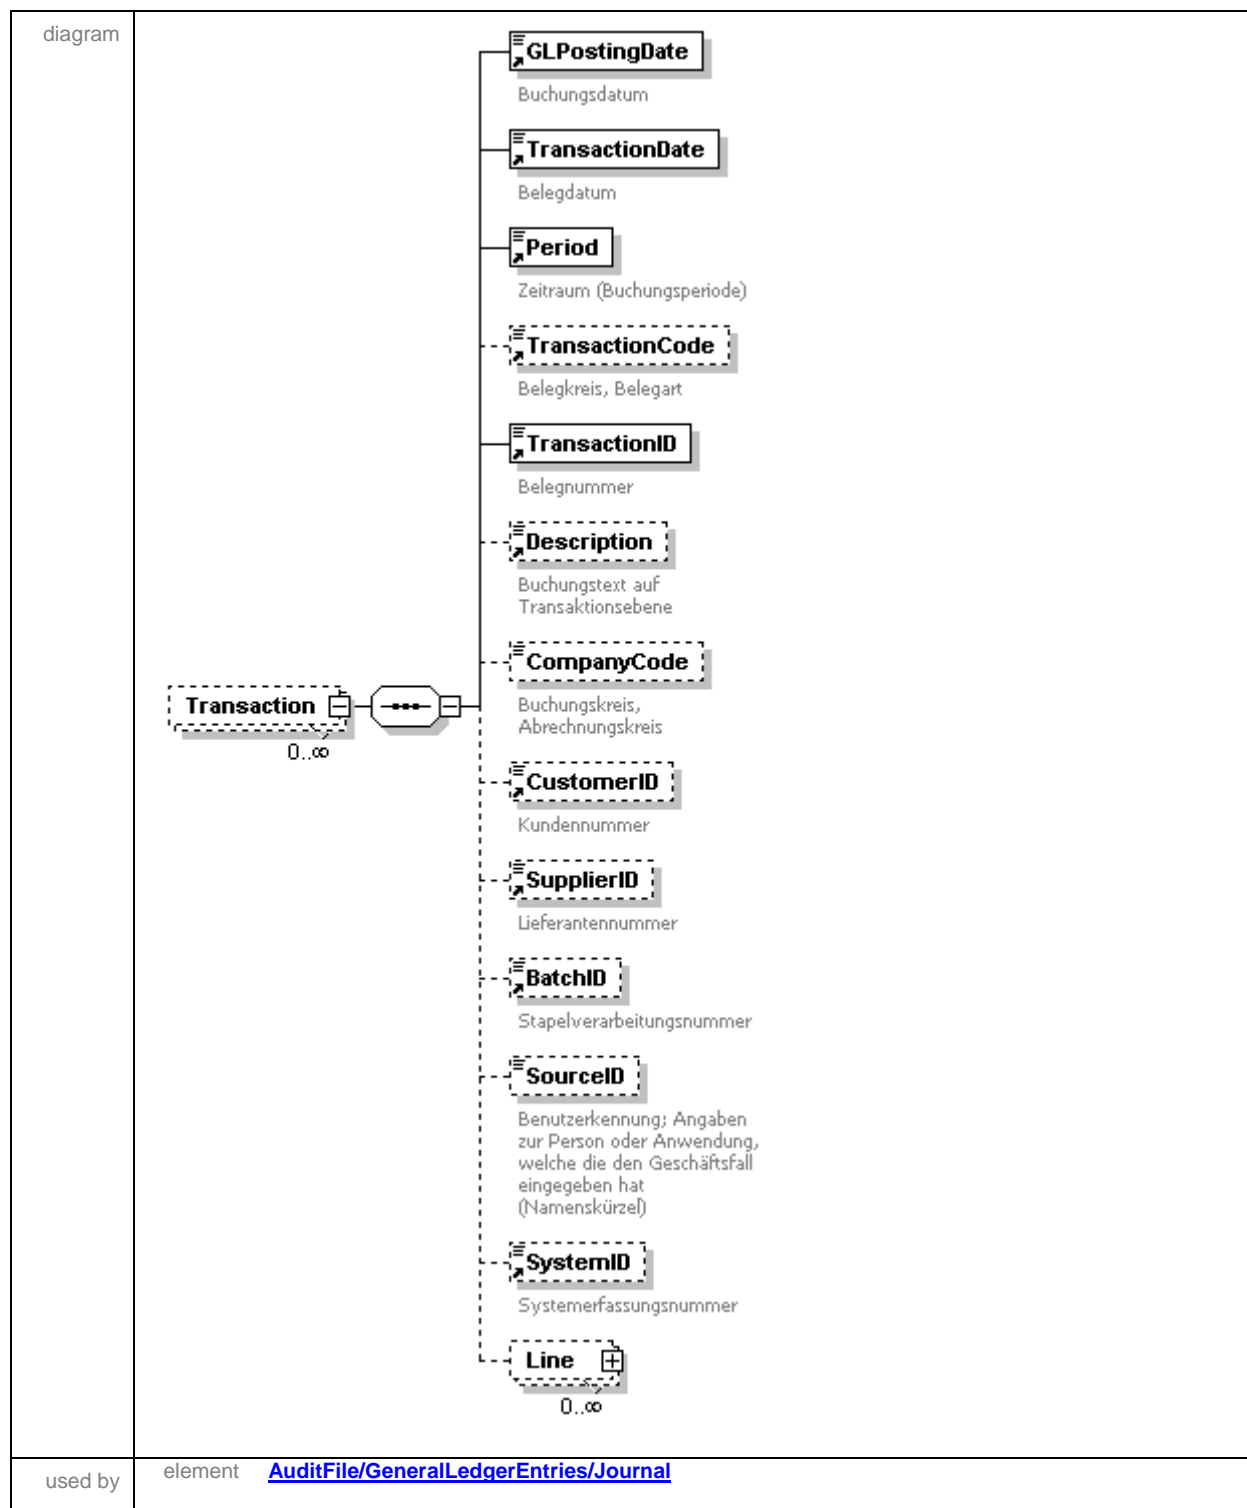 diagram
GLPostingDate
Buchungsdatum
TransactionDate
Belegdatum
Period
Zeitraum (Buchungsperiode)
TransactionCode
Belegkreis, Belegart
TransactionID
Belegnummer
Description
Buchungstext auf
Transaktionsebene
CompanyCode
Buchungskreis,
Abrechnungskreis
Transaction
0..∞
CustomerID
Kundennummer
SupplierID
Lieferantennummer
BatchID
Stapelverarbeitungsnummer
SourceID
Benutzerkennung; Angaben
zur Person oder Anwendung,
welche die den Geschäftsfall
eingegeben hat
(Namenskürzel)
SystemID
Systemerfassungsnummer
Line
0..∞
used by
element AuditFile/GeneralLedgerEntries/Journal